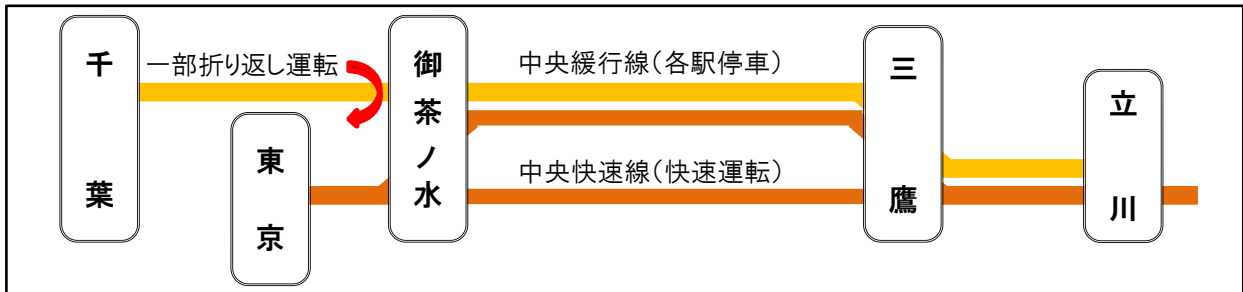 千葉
一部折り返し運転
東京
御茶ノ水
中央緩行線（各駅停車）
中央快速線（快速運転）
三鷹
立川